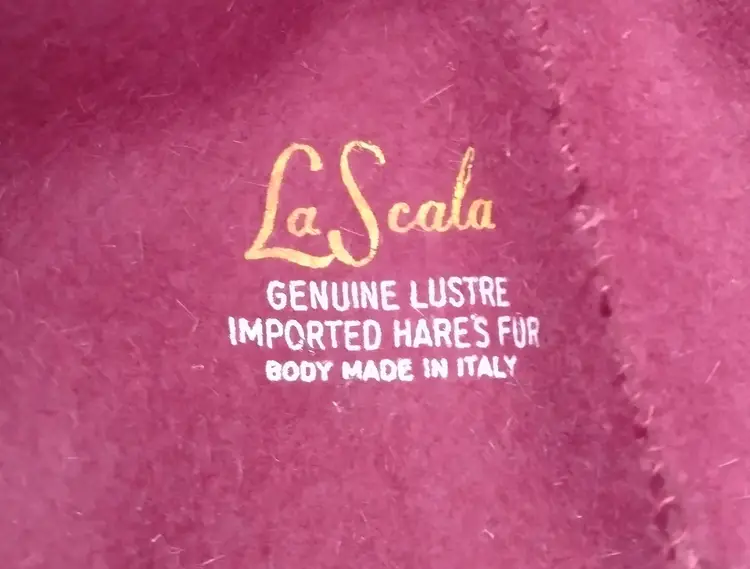 La Scala
GENUINE LUSTRE
IMPORTED HARE'S FUR
BODY MADE IN ITALY